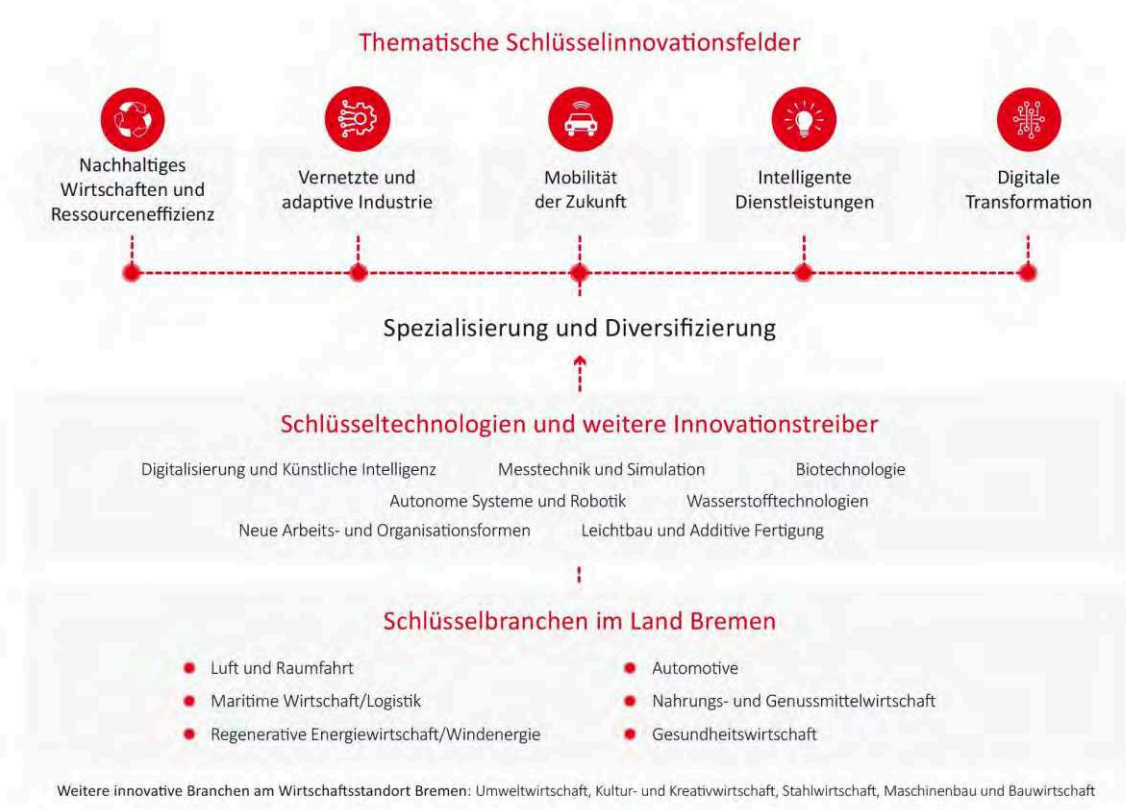 Thematische Schlüsselinnovationsfelder
Nachhaltiges
Wirtschaften und
Ressourceneffizienz
Vernetzte und
adaptive Industrie
Mobilität
der Zukunft
Intelligente
Dienstleistungen
Digitale
Transformation
Spezialisierung und Diversifizierung
Schlüsseltechnologien und weitere Innovationstreiber
Digitalisierung und Künstliche Intelligenz Messtechnik und Simulation Biotechnologie
Autonome Systeme und Robotik Wasserstofftechnologien
Neue Arbeits- und Organisationsformen Leichtbau und Additive Fertigung
Schlüsselbranchen im Land Bremen
Luft und Raumfahrt
Maritime Wirtschaft/Logistik
Regenerative Energiewirtschaft/Windenergie
Automotive
Nahrungs- und Genussmittelwirtschaft
Gesundheitswirtschaft
Weitere innovative Branchen am Wirtschaftsstandort Bremen: Umweltwirtschaft, Kultur- und Kreativwirtschaft, Stahlwirtschaft, Maschinenbau und Bauwirtschaft